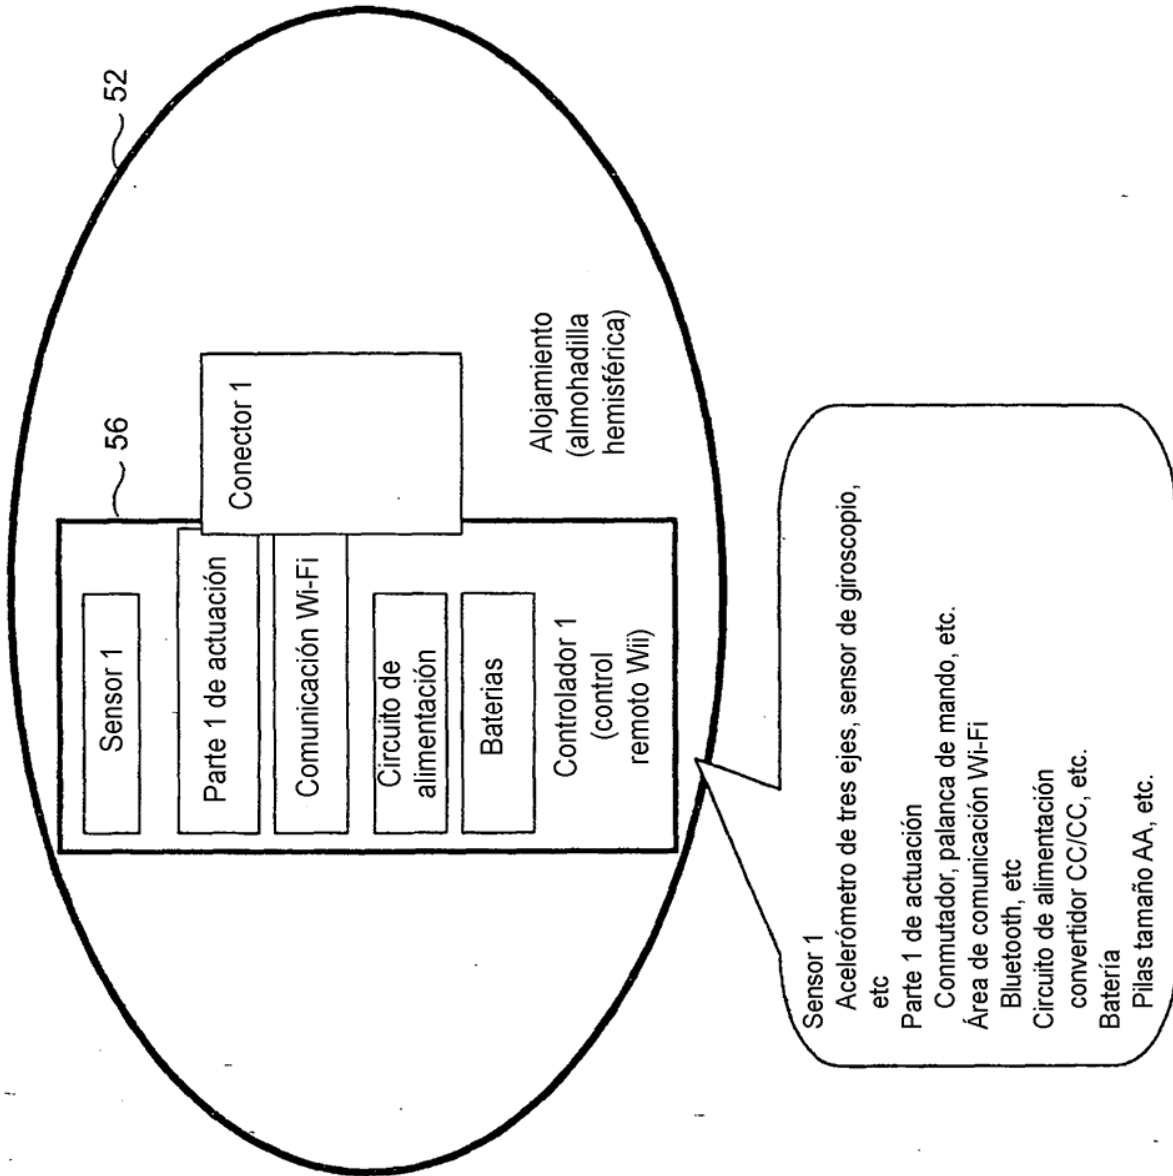 52
56
Sensor 1
Parte 1 de actuación
Comunicación Wi-Fi
Circuito de
alimentación
Baterias
Controlador 1
(control
remoto Wii)
Conector 1
Alojamiento
(almohadilla
hemisférica)
Sensor 1
Acelerómetro de tres ejes, sensor de giroscopio,
etc
Parte 1 de actuación
Conmutador, palanca de mando, etc.
Área de comunicación Wi-Fi
Bluetooth, etc
Circuito de alimentación
convertidor CC/CC, etc.
Batería
Pilas tamaño AA, etc.